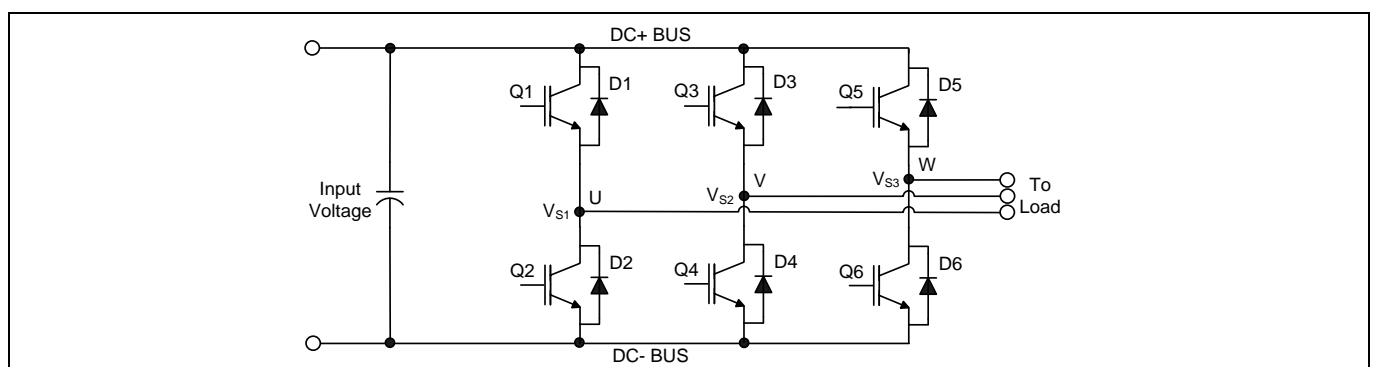 DC+ BUS
Q1
D1
Q3
D3
Q5
D5
Input
Voltage
VS1
U
VS2
V
VS3
W
To
Load
Q2
D2
Q4
D4
Q6
D6
DC- BUS